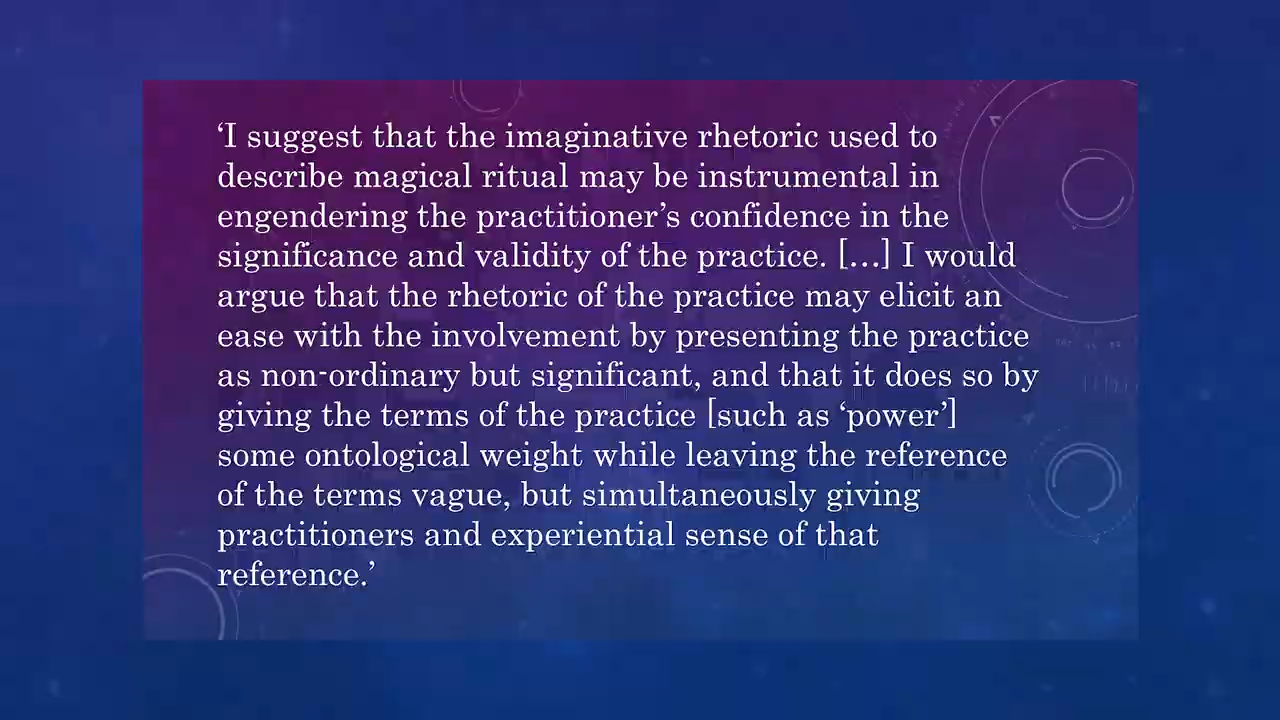 ‘I suggest that the imaginative rhetoric used to
describe magical ritual may be instrumental in
engendering the practitioner’s confidence in the
significance and validity of the practice. […] I would
argue that the rhetoric of the practice may elicit an
ease with the involvement by presenting the practice
as non-ordinary but significant, and that it does so by
giving the terms of the practice [such as ‘power’]
some ontological weight while leaving the reference
of the terms vague, but simultaneously giving
practitioners and experiential sense of that
reference.’